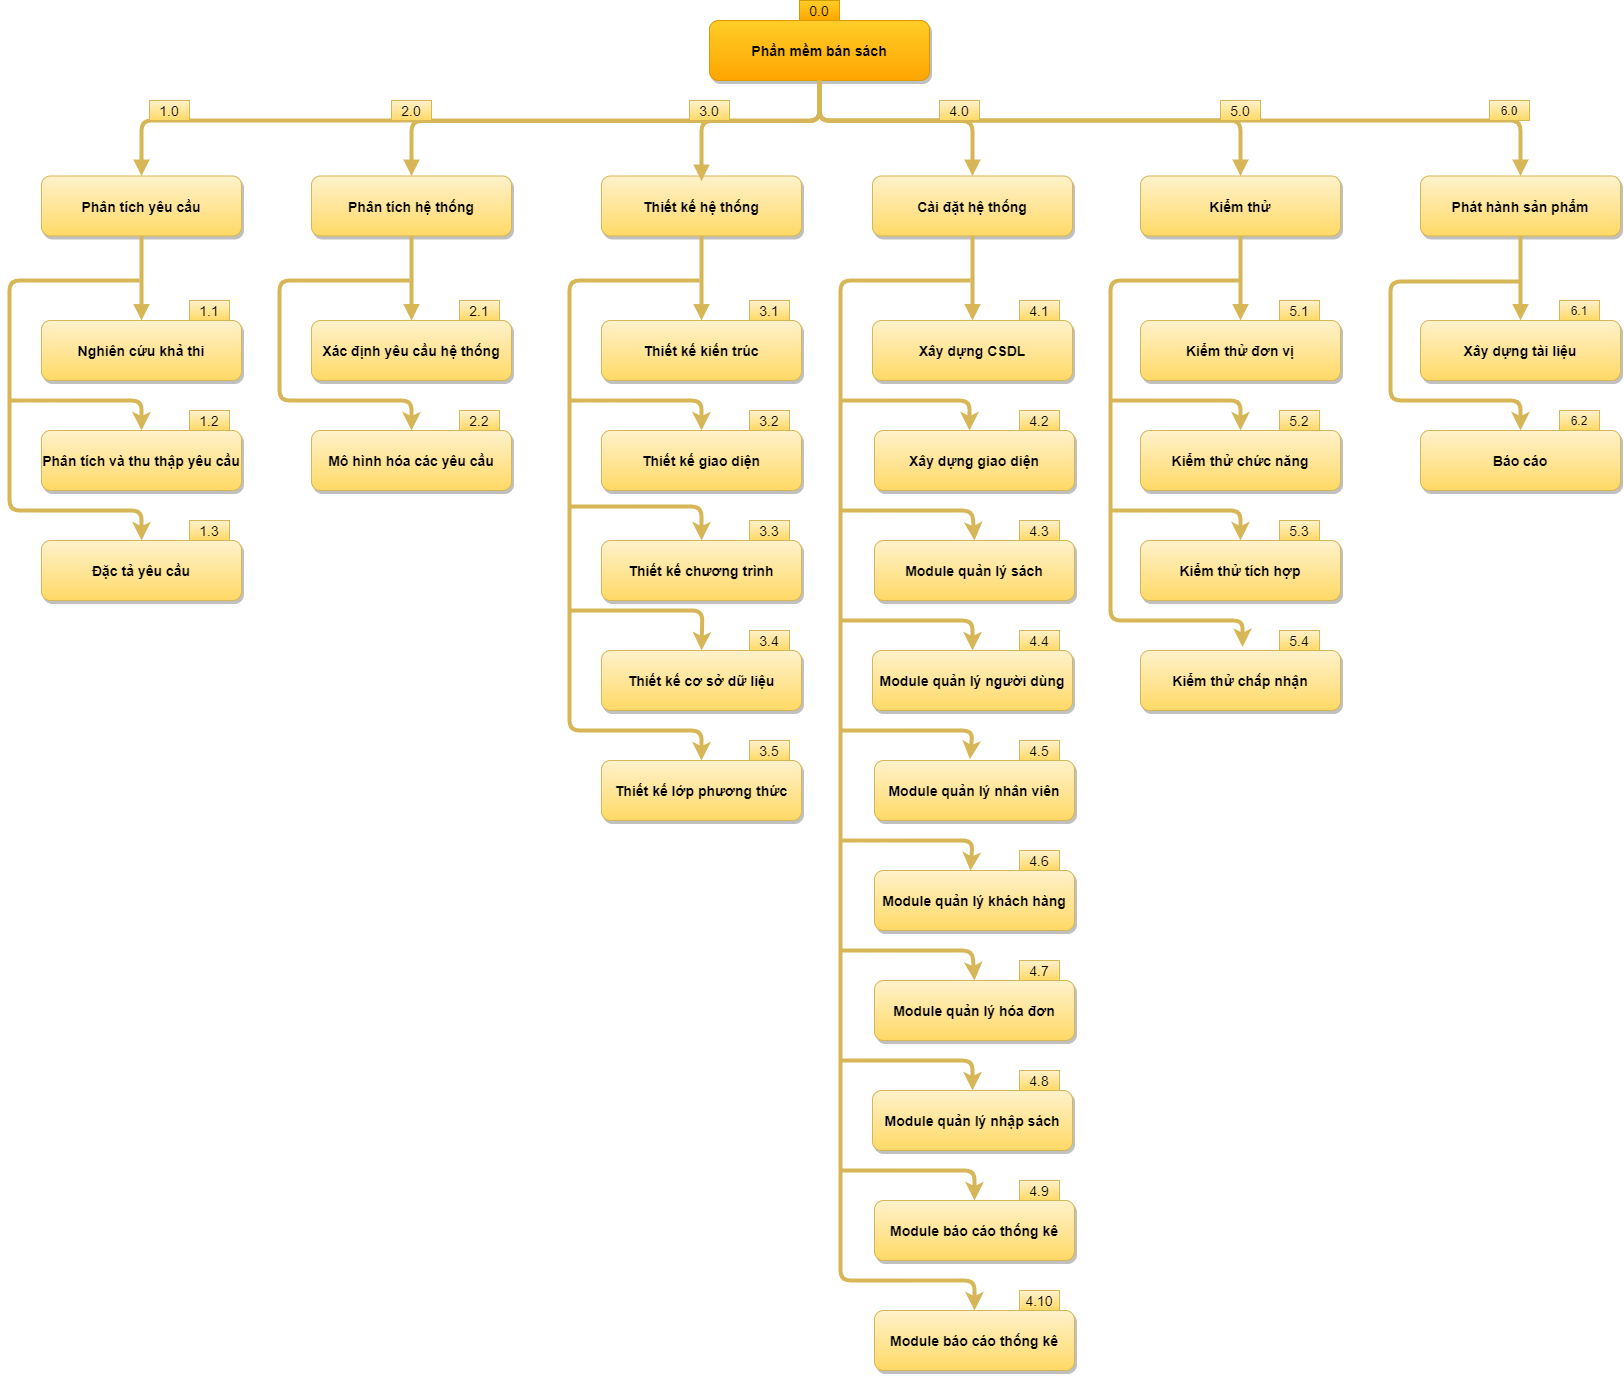 0.0
Phần mềm bán sách
1.0
Phân tích yêu cầu
1.1
Nghiên cứu khả thi
1.2
Phân tích và thu thập yêu cầu
1.3
Đặc tả yêu cầu
2.0
Phân tích hệ thống
2.1
Xác định yêu cầu hệ thống
2.2
Mô hình hóa các yêu cầu
3.0
Thiết kế hệ thống
3.1
Thiết kế kiến trúc
3.2
Thiết kế giao diện
3.3
Thiết kế chương trình
3.4
Thiết kế cơ sở dữ liệu
3.5
Thiết kế lớp phương thức
4.0
Cài đặt hệ thống
4.1
Xây dựng CSDL
4.2
Xây dựng giao diện
4.3
Module quản lý sách
4.4
Module quản lý người dùng
4.5
Module quản lý nhân viên
4.6
Module quản lý khách hàng
4.7
Module quản lý hóa đơn
4.8
Module quản lý nhập sách
4.9
Module báo cáo thống kê
4.10
Module báo cáo thống kê
5.0
Kiểm thử
5.1
Kiểm thử đơn vị
5.2
Kiểm thử chức năng
5.3
Kiểm thử tích hợp
5.4
Kiểm thử chấp nhận
6.0
Phát hành sản phẩm
6.1
Xây dựng tài liệu
6.2
Báo cáo